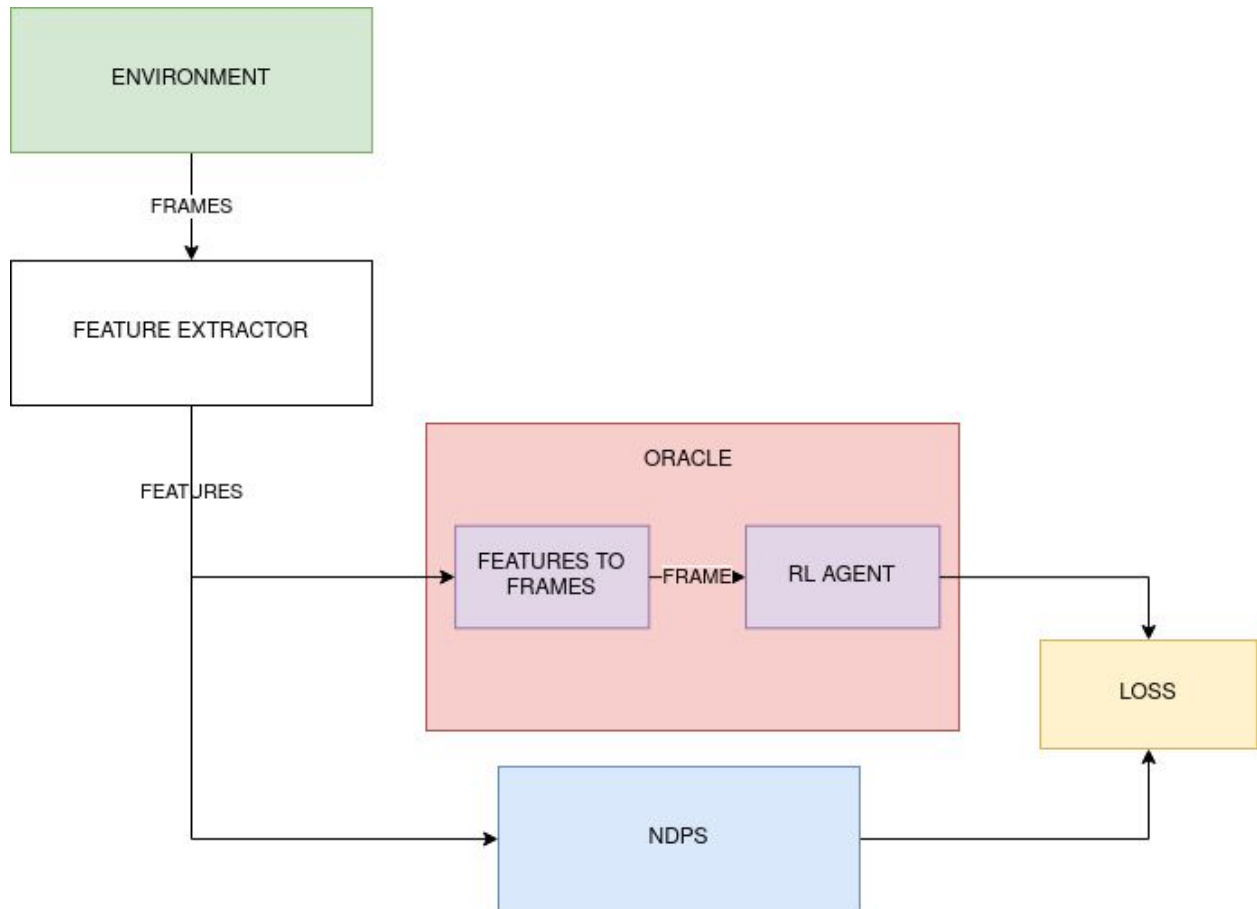 ENVIRONMENT
FRAMES
FEATURE EXTRACTOR
FEATURES
ORACLE
FEATURES TO
FRAMES
FRAME
RL AGENT
LOSS
NDPS